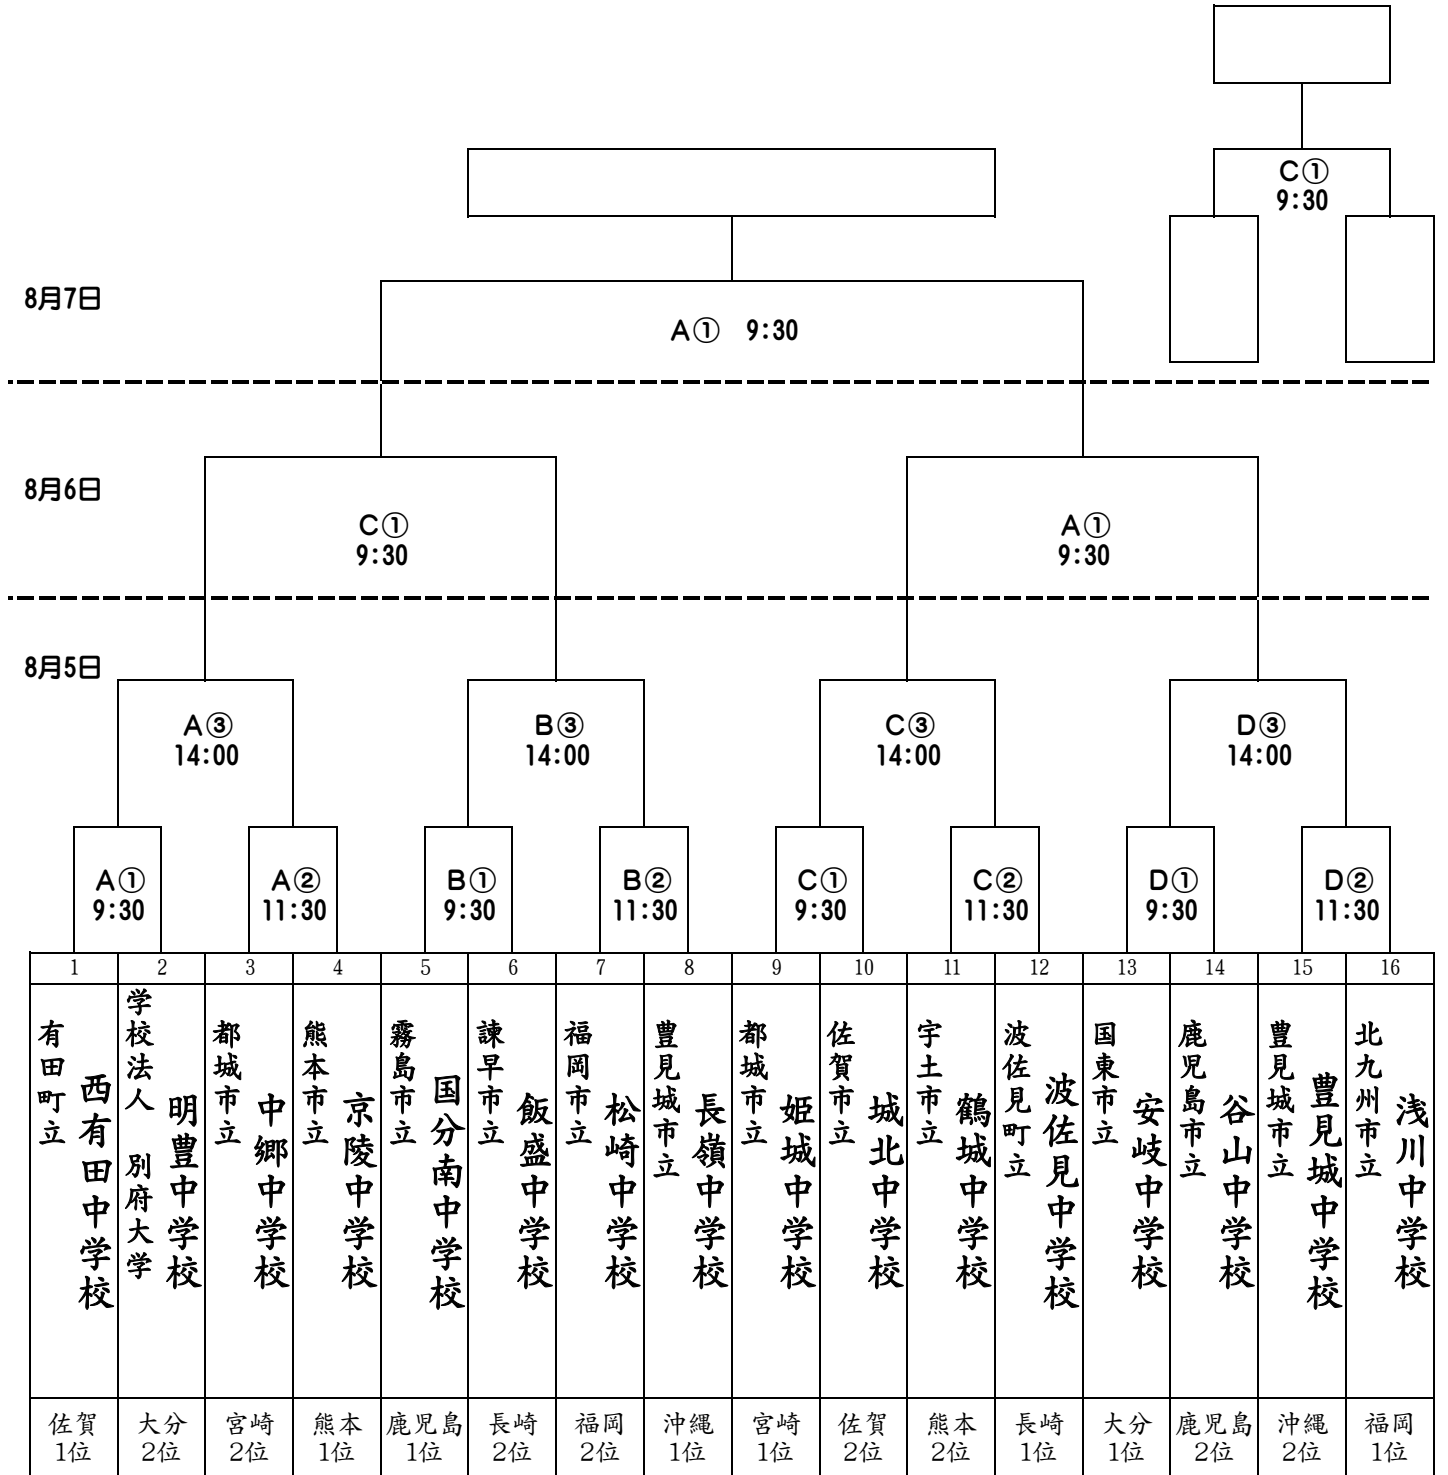 C①
9:30
8月7日
A① 9:30
8月6日
C①
9:30
A①
9:30
8月5日
A③
14:00
B③
14:00
C③
14:00
D③
14:00
A①
9:30
A②
11:30
B①
9:30
B②
11:30
C①
9:30
C②
11:30
D①
9:30
D②
11:30
1
2
3
4
5
6
7
8
9
10
11
12
13
14
15
16
有田町立
西有田中学校
学校法人 別府大学
明豊中学校
都城市立
中郷中学校
熊本市立
京陵中学校
霧島市立
国分南中学校
諫早市立
飯盛中学校
福岡市立
松崎中学校
豊見城市立
長嶺中学校
都城市立
姫城中学校
佐賀市立
城北中学校
宇土市立
鶴城中学校
波佐見町立
波佐見中学校
国東市立
安岐中学校
鹿児島市立
谷山中学校
豊見城市立
豊見城中学校
北九州市立
浅川中学校
佐賀
1位
大分
2位
宮崎
2位
熊本
1位
鹿児島
1位
長崎
2位
福岡
2位
沖縄
1位
宮崎
1位
佐賀
2位
熊本
2位
長崎
1位
大分
1位
鹿児島
2位
沖縄
2位
福岡
1位